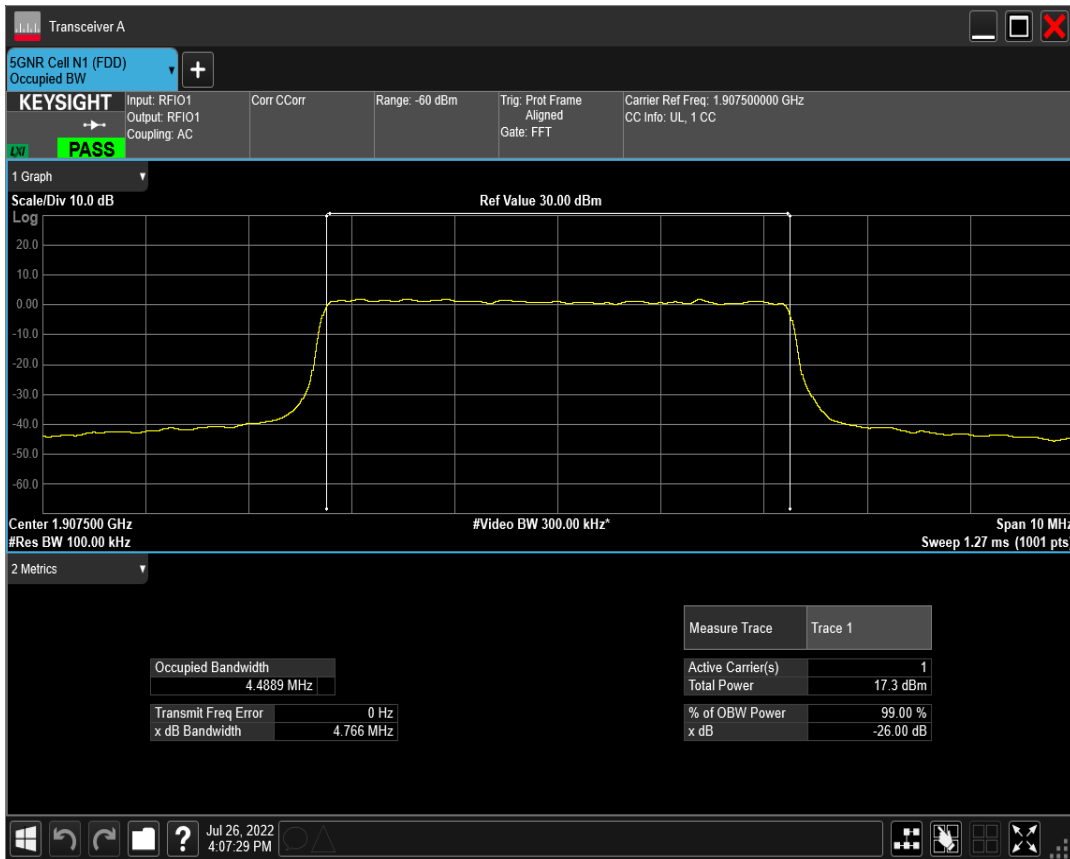 Transceiver A
5GNR Cell N1 (FDD)
Occupied BW
+
KEYSIGHT
LXI
PASS
Input: RFIO1
Output: RFIO1
Coupling: AC
Corr CCorr
Range: -60 dBm
Trig: Prot Frame
Aligned
Gate: FFT
Carrier Ref Freq: 1.907500000 GHz
CC Info: UL, 1 CC
1 Graph
Scale/Div 10.0 dB
Ref Value 30.00 dBm
Log
20.0
10.0
0.00
-10.0
-20.0
-30.0
-40.0
-50.0
-60.0
Center 1.907500 GHz
#Video BW 300.00 kHz*
Span 10 MHz
#Res BW 100.00 kHz
Sweep 1.27 ms (1001 pts)
2 Metrics
Measure Trace Trace 1
Occupied Bandwidth
4.4889 MHz
Active Carrier(s) 1
Total Power 17.3 dBm
Transmit Freq Error 0 Hz
x dB Bandwidth 4.766 MHz
% of OBW Power 99.00 %
x dB -26.00 dB
?
Jul 26, 2022
4:07:29 PM